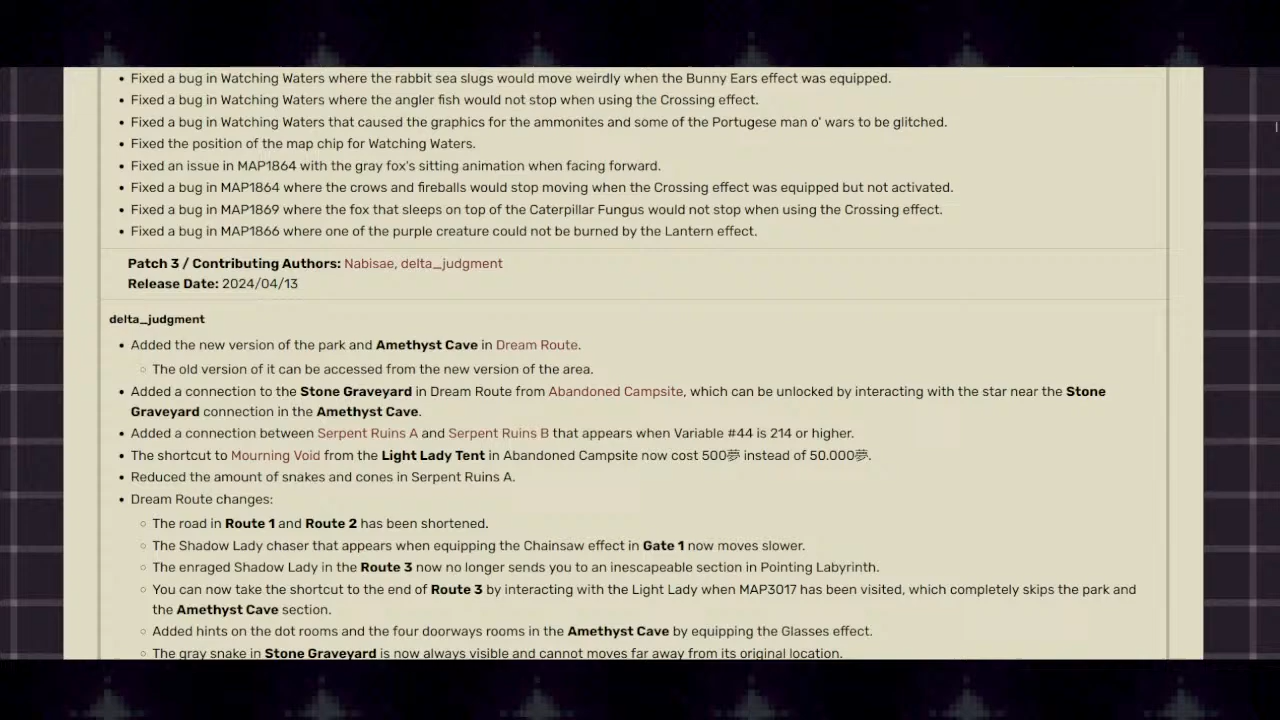 Fixed a bug in Watching Waters where the rabbit sea slugs would move weirdly when the Bunny Ears effect was equipped.
Fixed a bug in Watching Waters where the angler fish would not stop when using the Crossing effect.
Fixed a bug in Watching Waters that caused the graphics for the ammonites and some of the Portugese man o' wars to be glitched.
Fixed the position of the map chip for Watching Waters.
Fixed an issue in MAP1864 with the gray fox's sitting animation when facing forward.
Fixed a bug in MAP1864 where the crows and fireballs would stop moving when the Crossing effect was equipped but not activated.
Fixed a bug in MAP1869 where the fox that sleeps on top of the Caterpillar Fungus would not stop when using the Crossing effect.
Fixed a bug in MAP1866 where one of the purple creature could not be burned by the Lantern effect.
Patch 3 / Contributing Authors: Nabisae, delta_judgment
Release Date: 2024/04/13
delta_judgment
Added the new version of the park and Amethyst Cave in Dream Route.
The old version of it can be accessed from the new version of the area.
Added a connection to the Stone Graveyard in Dream Route from Abandoned Campsite, which can be unlocked by interacting with the star near the Stone
Graveyard connection in the Amethyst Cave.
Added a connection between Serpent Ruins A and Serpent Ruins B that appears when Variable #44 is 214 or higher.
The shortcut to Mourning Void from the Light Lady Tent in Abandoned Campsite now cost 500夢 instead of 50.000夢.
Reduced the amount of snakes and cones in Serpent Ruins A.
Dream Route changes:
The road in Route 1 and Route 2 has been shortened.
The Shadow Lady chaser that appears when equipping the Chainsaw effect in Gate 1 now moves slower.
The enraged Shadow Lady in the Route 3 now no longer sends you to an inescapeable section in Pointing Labyrinth.
You can now take the shortcut to the end of Route 3 by interacting with the Light Lady when MAP3017 has been visited, which completely skips the park and
the Amethyst Cave section.
Added hints on the dot rooms and the four doorways rooms in the Amethyst Cave by equipping the Glasses effect.
The gray snake in Stone Graveyard is now always visible and cannot moves far away from its original location.